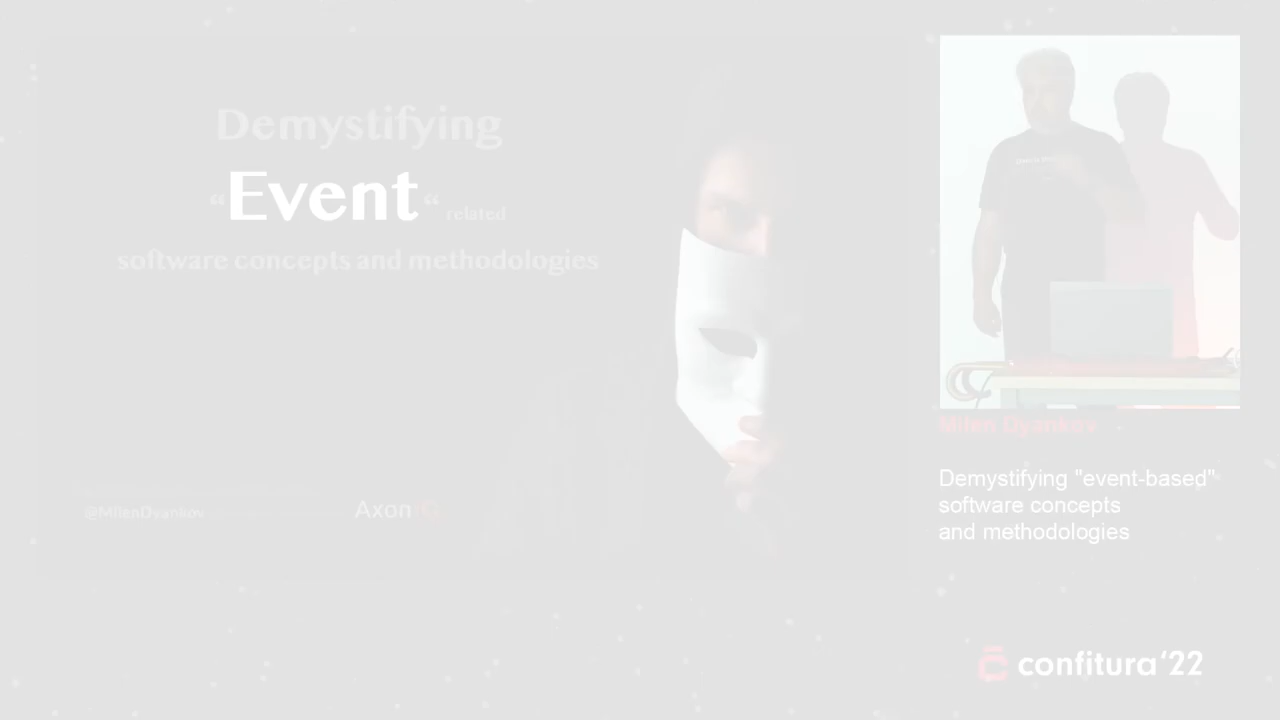 Demystifying
“Event“ related
software concepts and methodologies
@MilenDyankov
Axon
Milen Dyankov
Demystifying "event-based"
software concepts
and methodologies
confitura '22